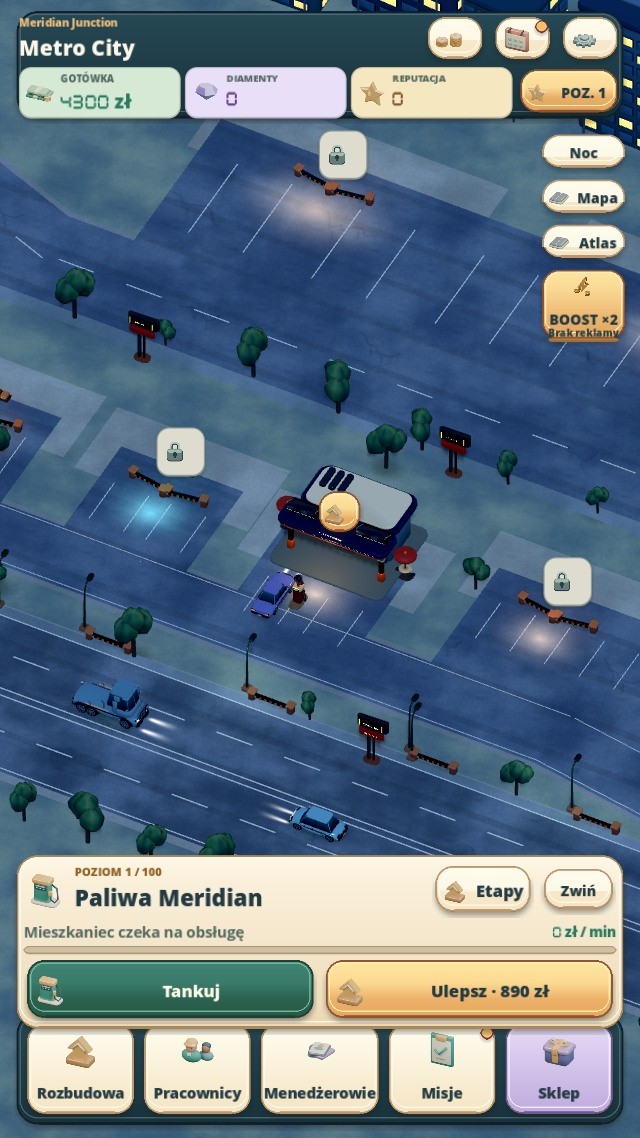 Meridian Junction
Metro City
GOTÓWKA
4300 zł
DIAMENTY
0
REPUTACJA
0
POZ. 1
Noc
Mapa
Atlas
BOOST ×2
Brak reklamy
POZIOM 1 / 100
Paliwa Meridian
Etapy
Zwiń
Mieszkaniec czeka na obsługę
0 zł / min
Tankuj
Ulepsz · 890 zł
Rozbudowa
Pracownicy
Menedżerowie
Misje
Sklep